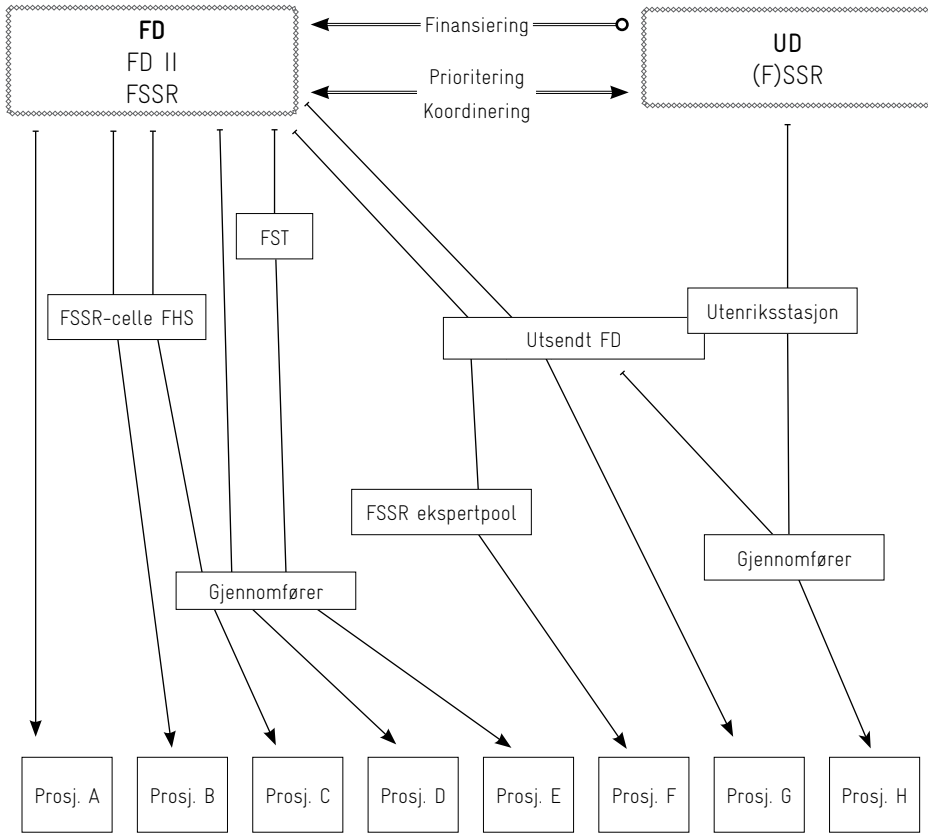 FD
FD II
FSSR
Finansiering
Prioritering
Koordinering
UD
(F)SSR
FST
FSSR-celle FHS
Utenriksstasjon
Utsendt FD
FSSR ekspertpool
Gjennomfører
Gjennomfører
Prosj. A
Prosj. B
Prosj. C
Prosj. D
Prosj. E
Prosj. F
Prosj. G
Prosj. H